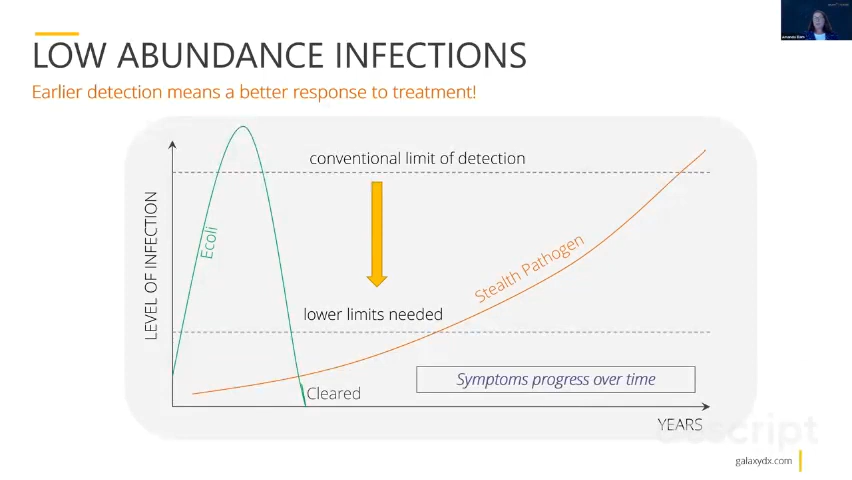 LOW ABUNDANCE INFECTIONS
Earlier detection means a better response to treatment!
conventional limit of detection
LEVEL OF INFECTION
Ecoli
Stealth Pathogen
lower limits needed
Symptoms progress over time
Cleared
YEARS
galaxydx.com